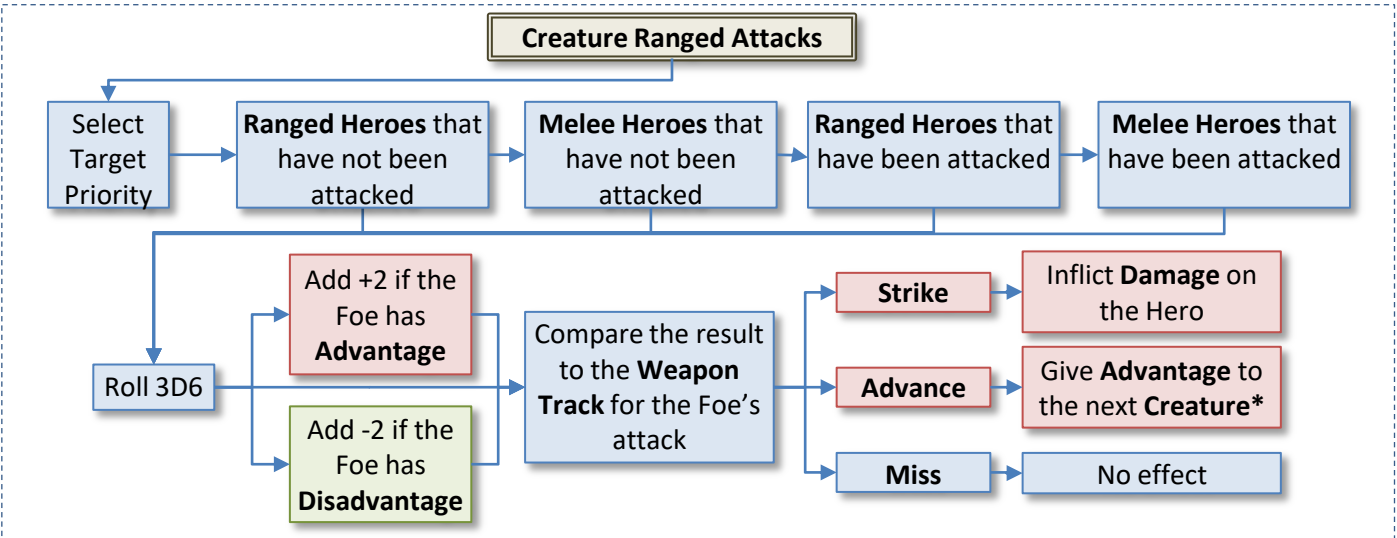 Creature Ranged Attacks
Select
Target
Priority
Ranged Heroes that
have not been
attacked
Melee Heroes that
have not been
attacked
Ranged Heroes that
have been attacked
Melee Heroes that
have been attacked
Roll 3D6
Add +2 if the
Foe has
Advantage
Add -2 if the
Foe has
Disadvantage
Compare the result
to the Weapon
Track for the Foe's
attack
Strike
Inflict Damage on
the Hero
Advance
Give Advantage to
the next Creature*
Miss
No effect